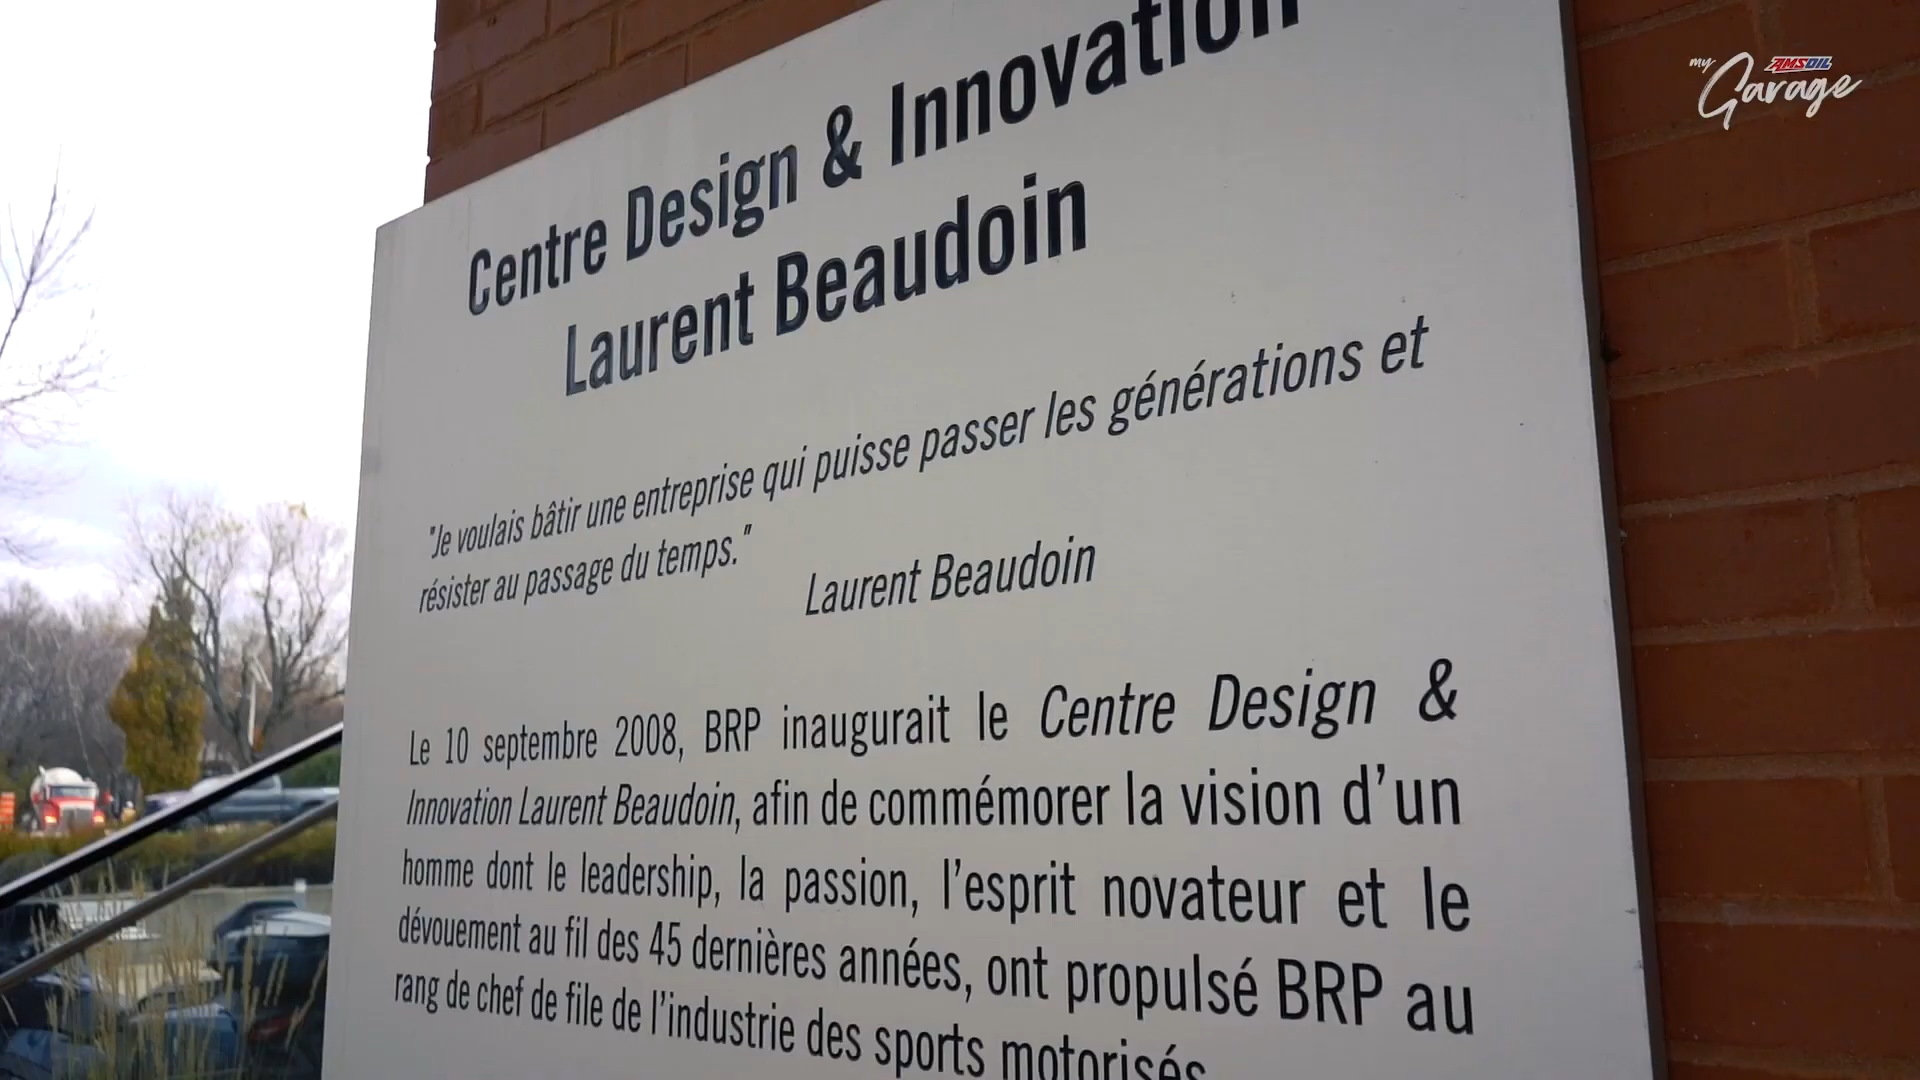 my
AMSOIL
Garage
Centre Design & Innovation
Laurent Beaudoin
"Je voulais bâtir une entreprise qui puisse passer les générations et
résister au passage du temps."
Laurent Beaudoin
Le 10 septembre 2008, BRP inaugurait le Centre Design &
Innovation Laurent Beaudoin, afin de commémorer la vision d’un
homme dont le leadership, la passion, l’esprit novateur et le
dévouement au fil des 45 dernières années, ont propulsé BRP au
rang de chef de file de l’industrie des sports motorisés